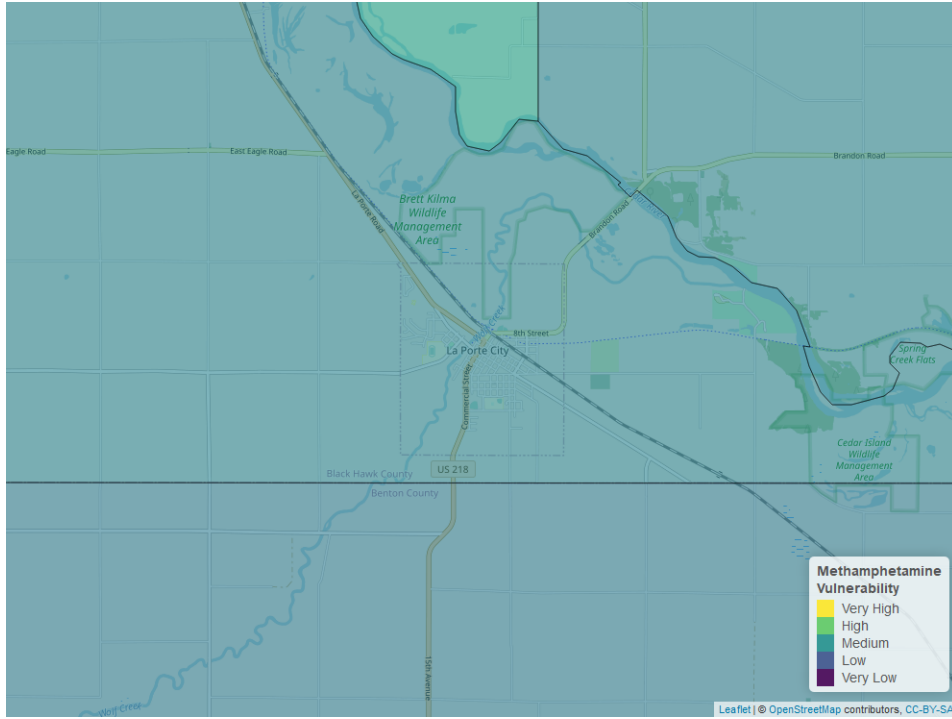 Eagle Road
East Eagle Road
Brandon Road
La Porte Road
Brett Kilma
Wildlife
Management
Area
Brandon Road
8th Street
La Porte City
Commercial Street
Spring
Creek Flats
Cedar Island
Wildlife
Management
Area
US 218
Black Hawk County
Benton County
15th Avenue
Wolf Creek
Methamphetamine
Vulnerability
Very High
High
Medium
Low
Very Low
Leaflet | © OpenStreetMap contributors, CC-BY-SA